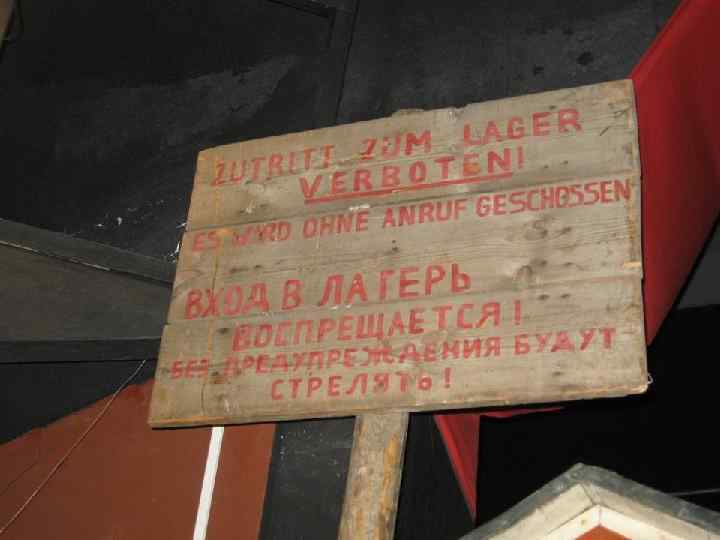 ZUTRITT ZUM LAGER
VERBOTEN!
ES WIRD OHNE ANRUF GESCHOSSEN
ВХОД В ЛАГЕРЬ
ВОСПРЕЩАЕТСЯ!
БЕЗ ПРЕДУПРЕЖДЕНИЯ БУДУТ
СТРЕЛЯТЬ!